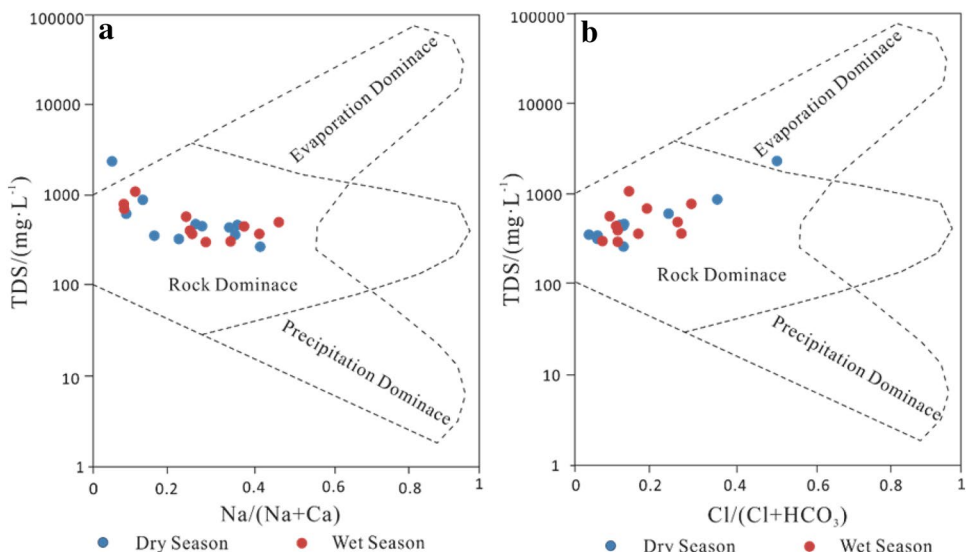 a
TDS/(mg·L⁻¹)
100000
10000
1000
100
10
1
Evaporation Dominace
Rock Dominace
Precipitation Dominace
0 0.2 0.4 0.6 0.8 1
Na/(Na+Ca)
Dry Season Wet Season
b
TDS/(mg·L⁻¹)
100000
10000
1000
100
10
1
Evaporation Dominace
Rock Dominace
Precipitation Dominace
0 0.2 0.4 0.6 0.8 1
Cl/(Cl+HCO₃)
Dry Season Wet Season